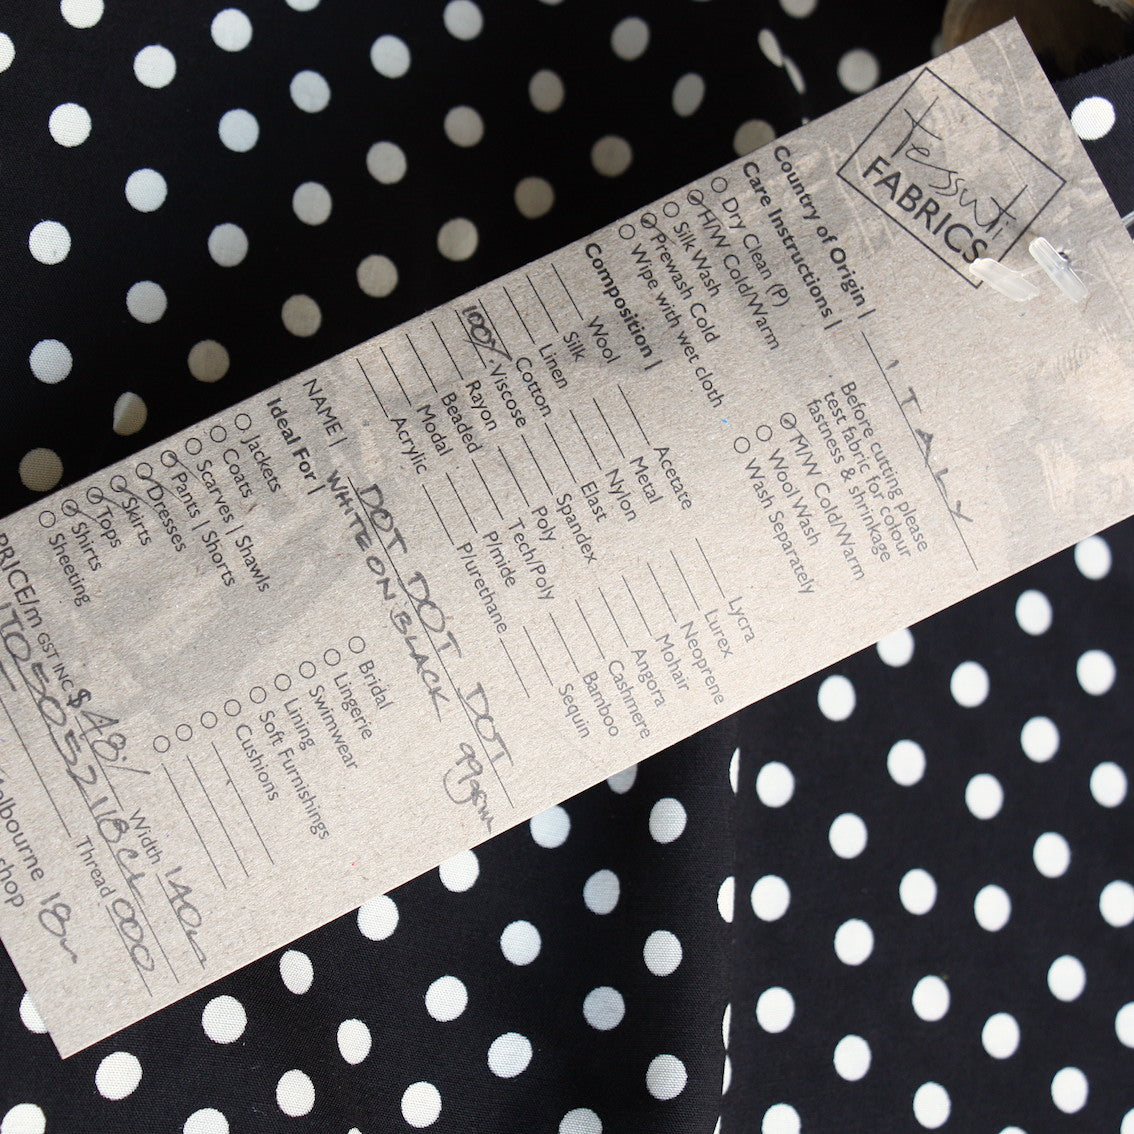 tessuti
FABRICS
Country of Origin | ITALY
Care Instructions |
Dry Clean (P)
H/W Cold/Warm
Silk Wash
Prewash Cold
Wipe with wet cloth
Before cutting please
test fabric for colour
fastness & shrinkage
M/W Cold/Warm
Wool Wash
Wash Separately
Composition |
Wool
Silk
Linen
Cotton
100% Viscose
Rayon
Beaded
Modal
Acrylic
Acetate
Metal
Nylon
Elast
Spandex
Poly
Tech/Poly
P/mide
P/urethane
Lycra
Lurex
Neoprene
Mohair
Angora
Cashmere
Bamboo
Sequin
NAME | DOT DOT DOT
WHITE ON BLACK 99gsm
Ideal For |
Jackets
Coats
Scarves | Shawls
Pants | Shorts
Dresses
Skirts
Tops
Shirts
Sheeting
Bridal
Lingerie
Swimwear
Lining
Soft Furnishings
Cushions
PRICE/m GST INC $48:/ Width 140
Thread 000
Melbourne 18
shop